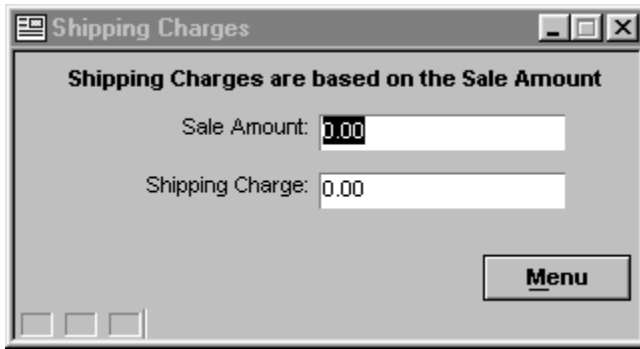 Shipping Charges
Shipping Charges are based on the Sale Amount
Sale Amount: 0.00
Shipping Charge: 0.00
Menu